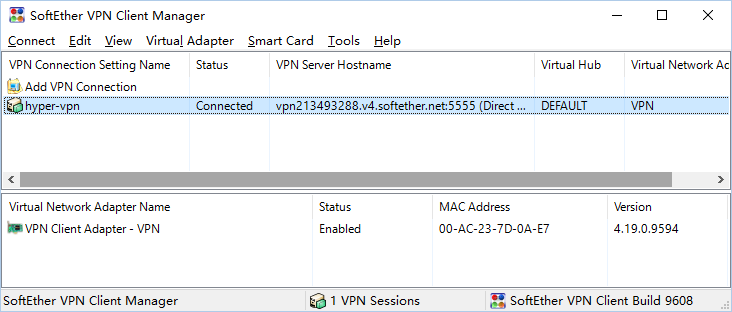 SoftEther VPN Client Manager
Connect Edit View Virtual Adapter Smart Card Tools Help
VPN Connection Setting Name Status VPN Server Hostname Virtual Hub Virtual Network Ac
Add VPN Connection
hyper-vpn Connected vpn213493288.v4.softether.net:5555 (Direct ... DEFAULT VPN
Virtual Network Adapter Name Status MAC Address Version
VPN Client Adapter - VPN Enabled 00-AC-23-7D-0A-E7 4.19.0.9594
SoftEther VPN Client Manager 1 VPN Sessions SoftEther VPN Client Build 9608